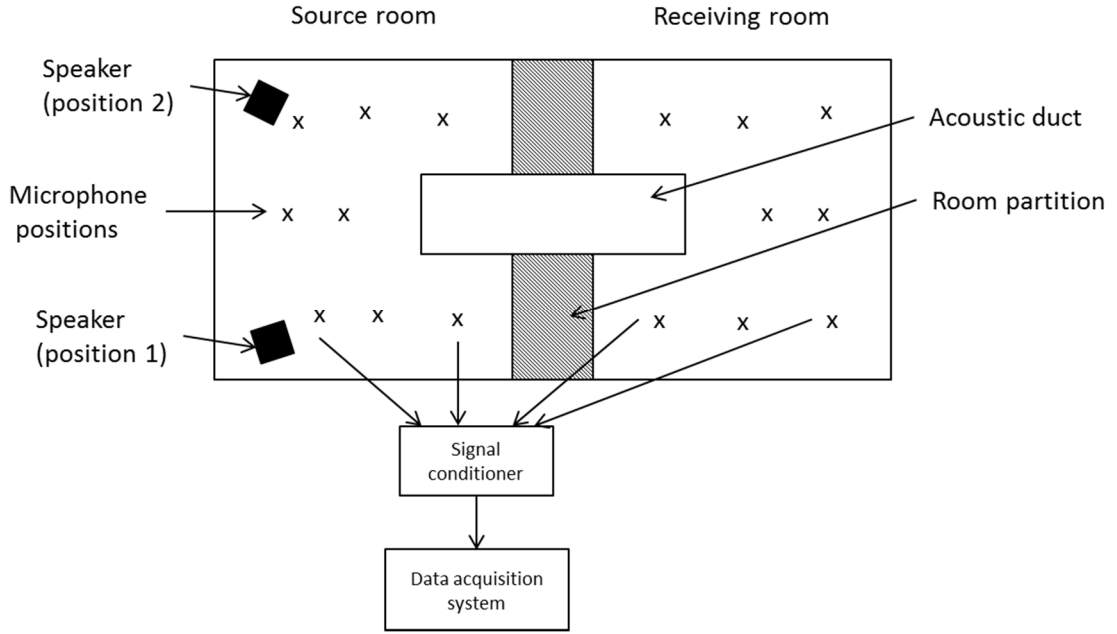 Source room
Receiving room
Speaker
(position 2)
x x x
x x x
Acoustic duct
Microphone
positions
x x
x x
Room partition
Speaker
(position 1)
x x x
x x x
Signal
conditioner
Data acquisition
system